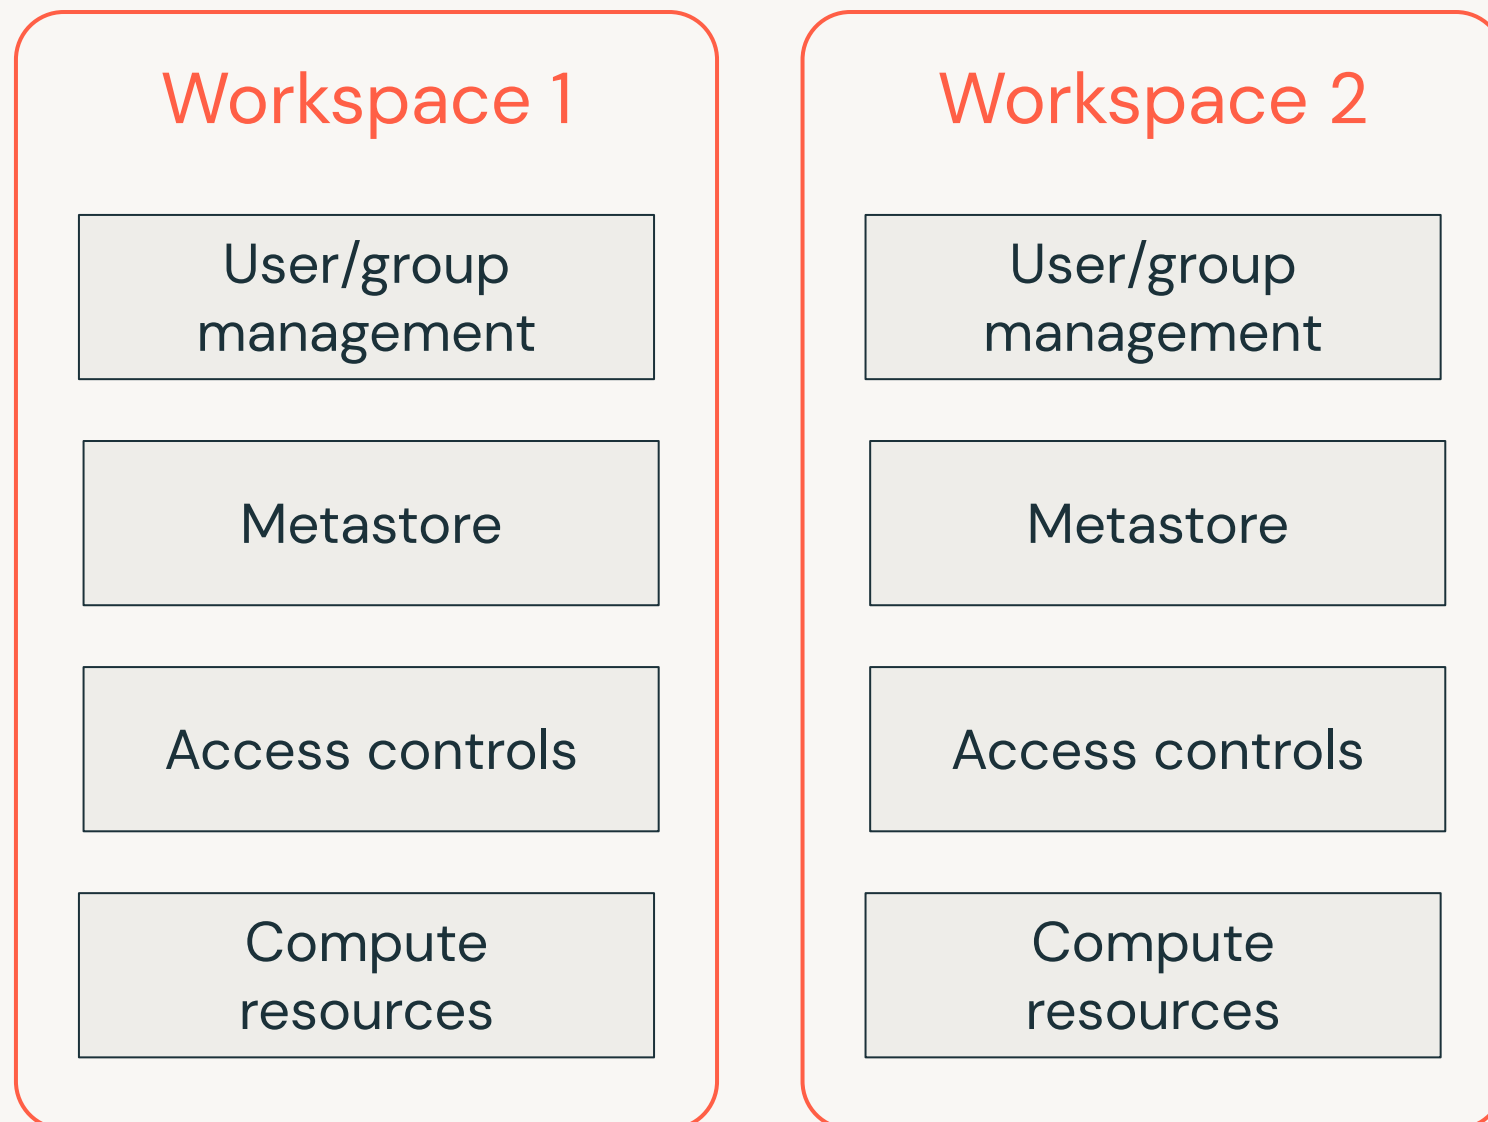 Workspace 1
User/group
management
Metastore
Access controls
Compute
resources
Workspace 2
User/group
management
Metastore
Access controls
Compute
resources